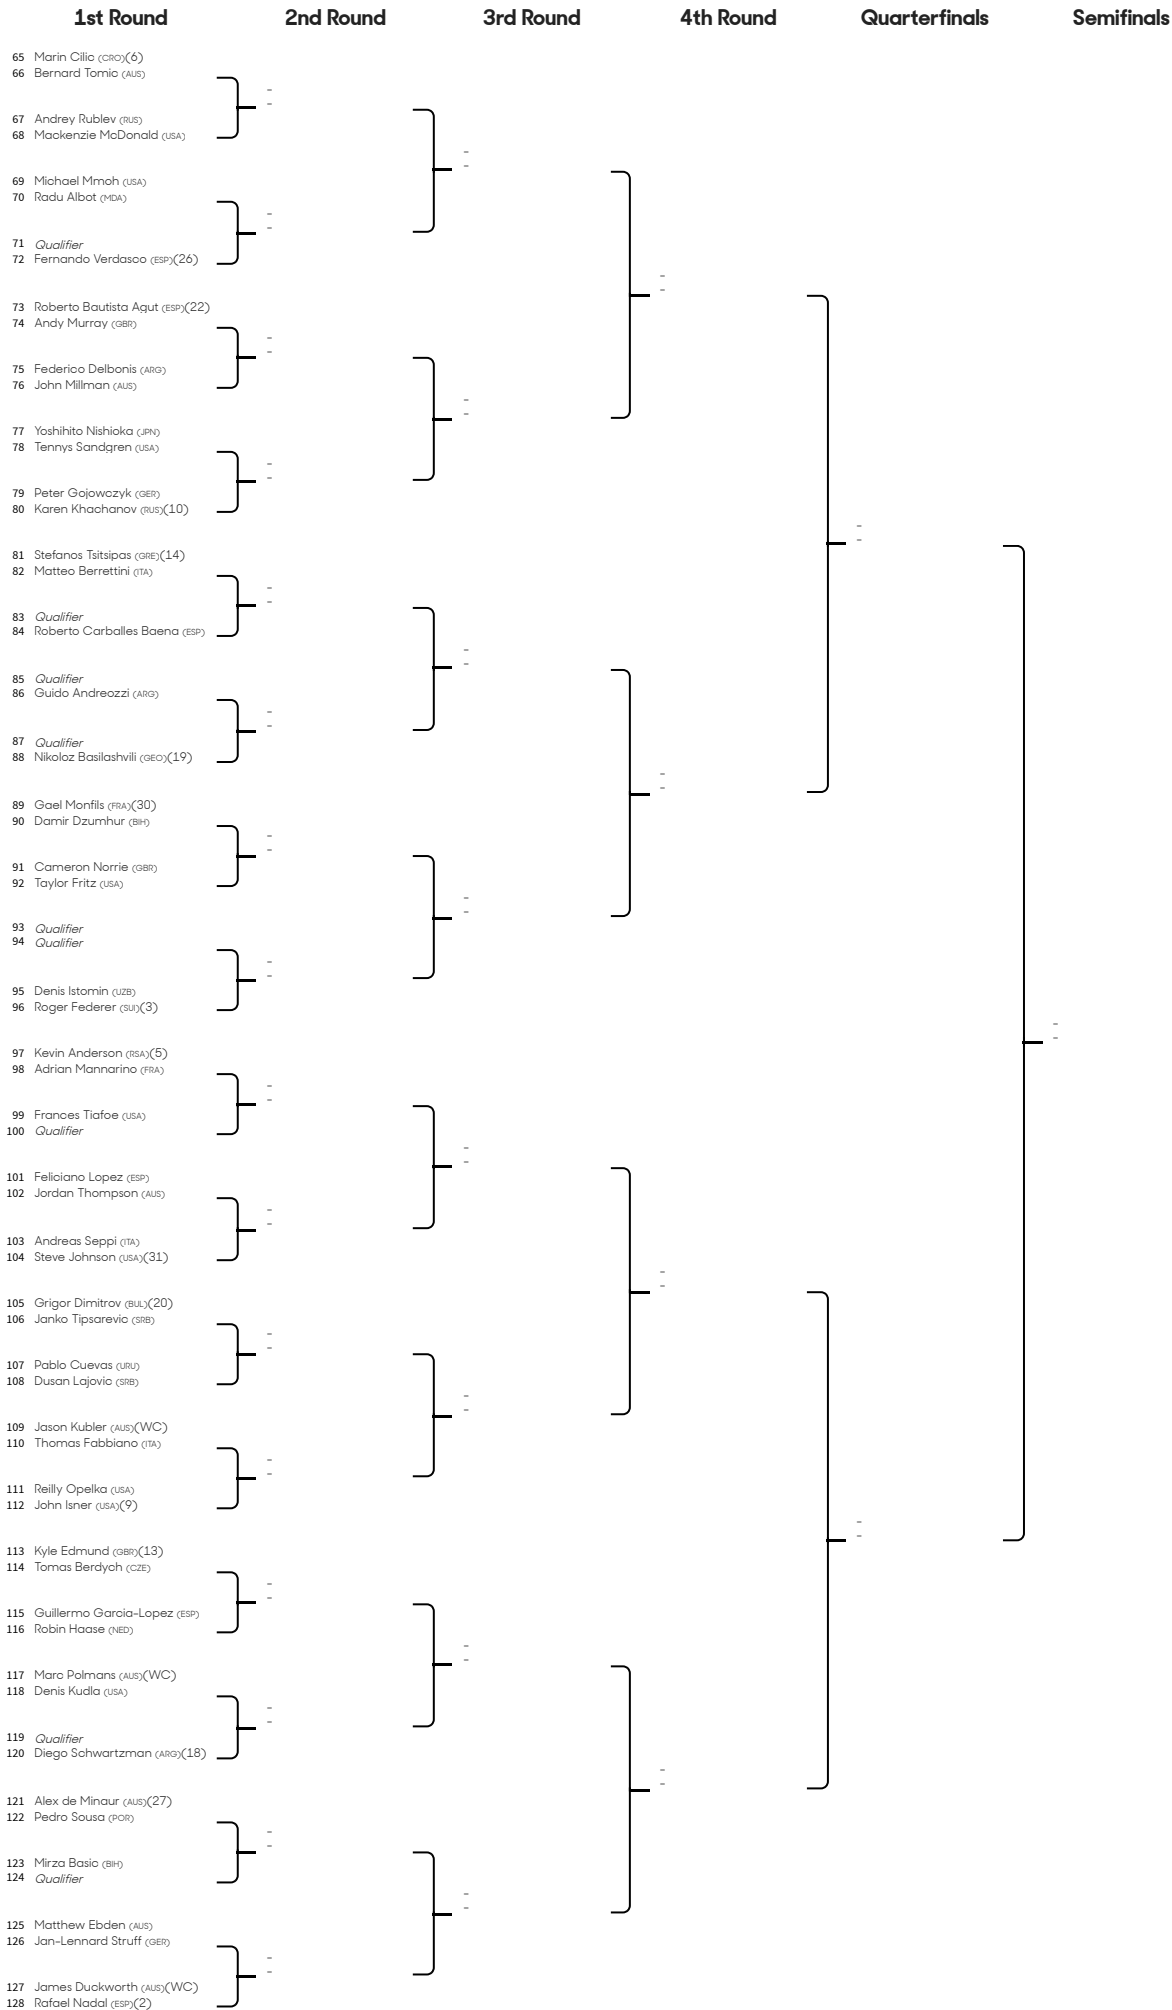 1st Round 2nd Round 3rd Round 4th Round Quarterfinals Semifinals
65 Marin Cilic (CRO)(6)
66 Bernard Tomic (AUS)
67 Andrey Rublev (RUS)
68 Mackenzie McDonald (USA)
69 Michael Mmoh (USA)
70 Radu Albot (MDA)
71 Qualifier
72 Fernando Verdasco (ESP)(26)
73 Roberto Bautista Agut (ESP)(22)
74 Andy Murray (GBR)
75 Federico Delbonis (ARG)
76 John Millman (AUS)
77 Yoshihito Nishioka (JPN)
78 Tennys Sandgren (USA)
79 Peter Gojowczyk (GER)
80 Karen Khachanov (RUS)(10)
81 Stefanos Tsitsipas (GRE)(14)
82 Matteo Berrettini (ITA)
83 Qualifier
84 Roberto Carballes Baena (ESP)
85 Qualifier
86 Guido Andreozzi (ARG)
87 Qualifier
88 Nikoloz Basilashvili (GEO)(19)
89 Gael Monfils (FRA)(30)
90 Damir Dzumhur (BIH)
91 Cameron Norrie (GBR)
92 Taylor Fritz (USA)
93 Qualifier
94 Qualifier
95 Denis Istomin (UZB)
96 Roger Federer (SUI)(3)
97 Kevin Anderson (RSA)(5)
98 Adrian Mannarino (FRA)
99 Frances Tiafoe (USA)
100 Qualifier
101 Feliciano Lopez (ESP)
102 Jordan Thompson (AUS)
103 Andreas Seppi (ITA)
104 Steve Johnson (USA)(31)
105 Grigor Dimitrov (BUL)(20)
106 Janko Tipsarevic (SRB)
107 Pablo Cuevas (URU)
108 Dusan Lajovic (SRB)
109 Jason Kubler (AUS)(WC)
110 Thomas Fabbiano (ITA)
111 Reilly Opelka (USA)
112 John Isner (USA)(9)
113 Kyle Edmund (GBR)(13)
114 Tomas Berdych (CZE)
115 Guillermo Garcia-Lopez (ESP)
116 Robin Haase (NED)
117 Marc Polmans (AUS)(WC)
118 Denis Kudla (USA)
119 Qualifier
120 Diego Schwartzman (ARG)(18)
121 Alex de Minaur (AUS)(27)
122 Pedro Sousa (POR)
123 Mirza Basic (BIH)
124 Qualifier
125 Matthew Ebden (AUS)
126 Jan-Lennard Struff (GER)
127 James Duckworth (AUS)(WC)
128 Rafael Nadal (ESP)(2)